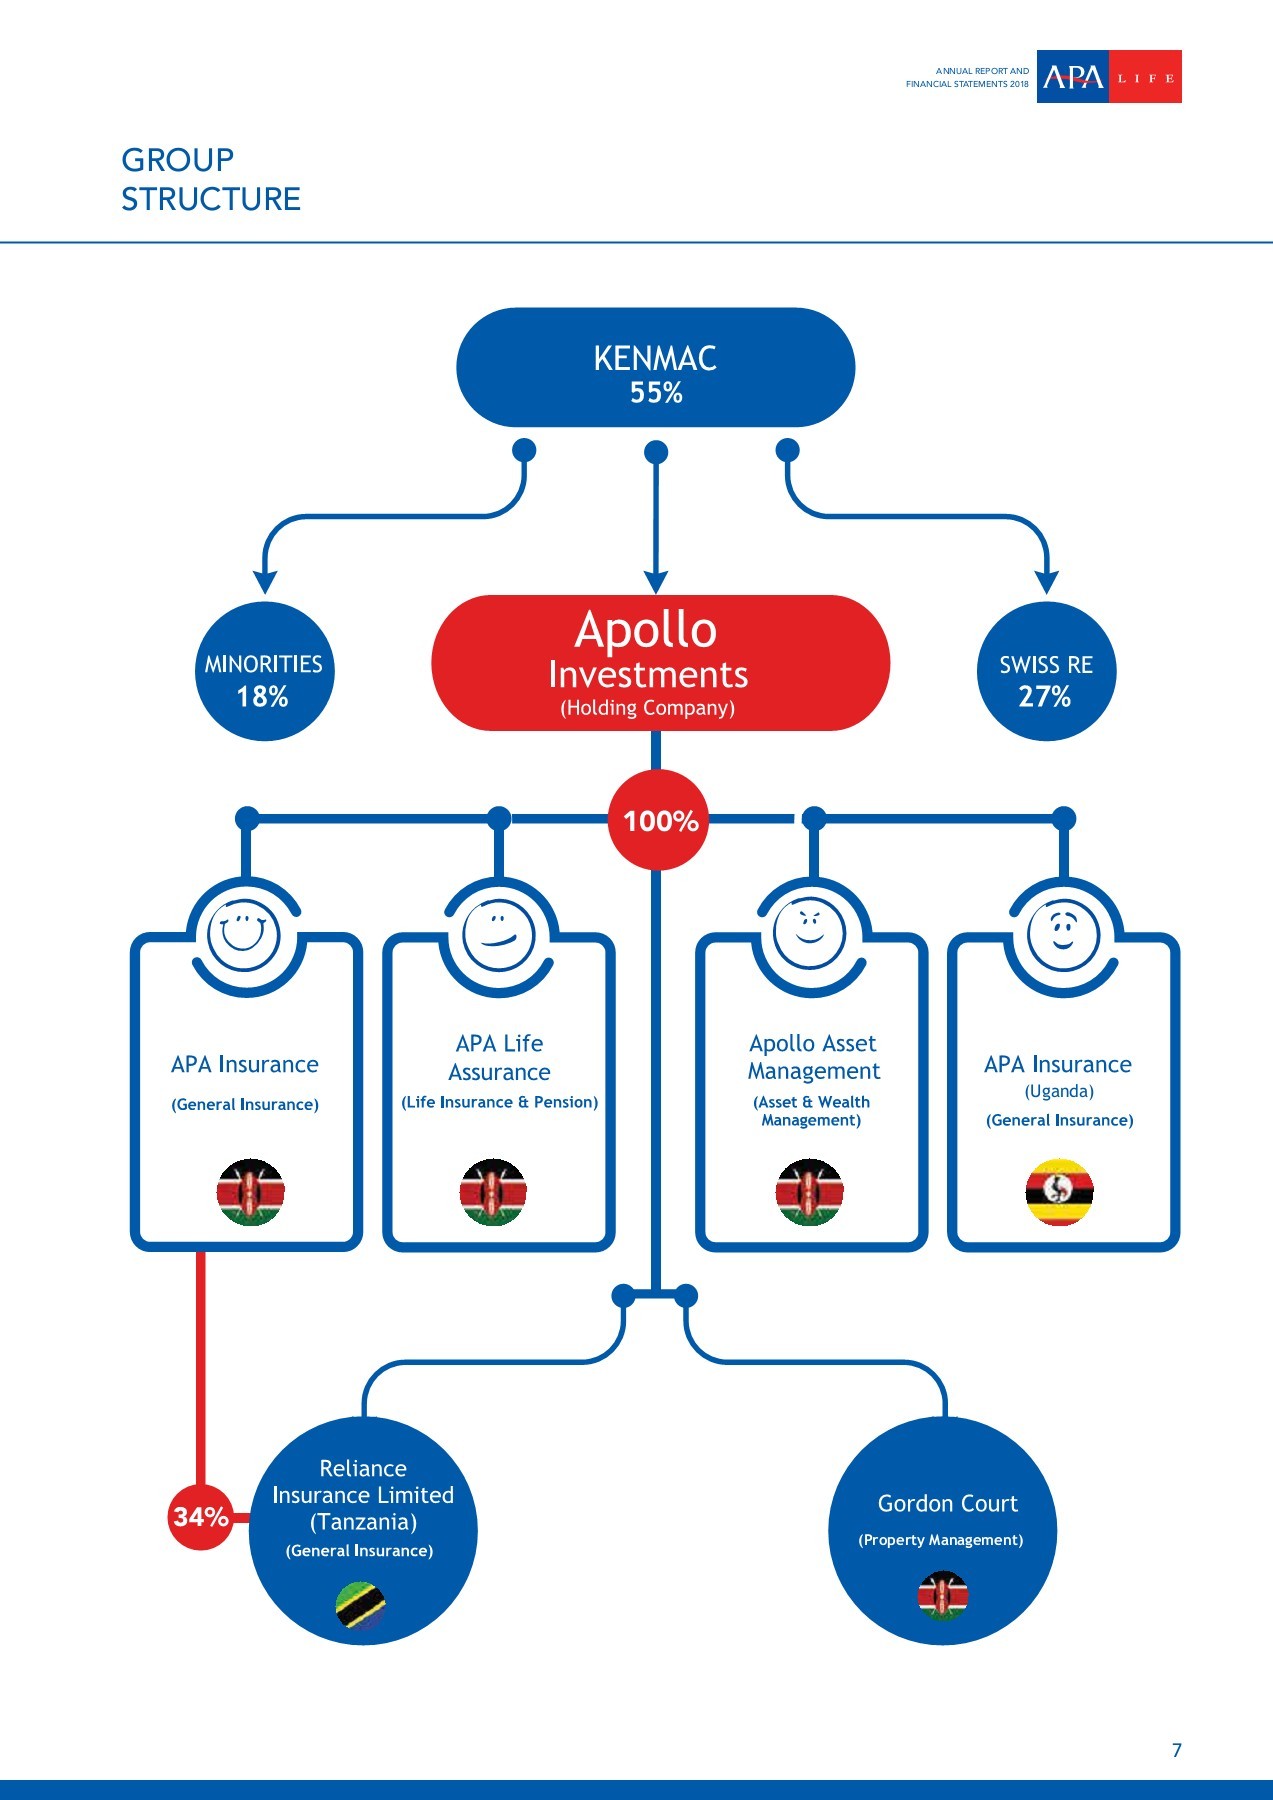 ANNUAL REPORT AND
FINANCIAL STATEMENTS 2018
APA LIFE
GROUP
STRUCTURE
KENMAC
55%
MINORITIES
18%
Apollo
Investments
(Holding Company)
SWISS RE
27%
100%
APA Insurance
(General Insurance)
APA Life
Assurance
(Life Insurance & Pension)
Apollo Asset
Management
(Asset & Wealth
Management)
APA Insurance
(Uganda)
(General Insurance)
34%
Reliance
Insurance Limited
(Tanzania)
(General Insurance)
Gordon Court
(Property Management)
7